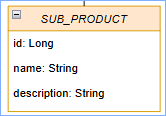 SUB_PRODUCT
id: Long
name: String
description: String